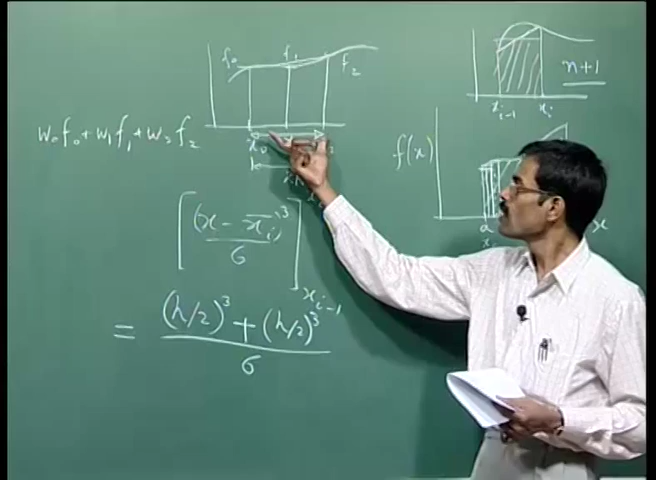 f₀ f₁ f₂
x₀
w₀f₀ + w₁f₁ + w₂f₂
[(x - x̄ᵢ)³ / 6] xᵢ₋₁
= ((h/2)³ + (h/2)³) / 6
n+1
xᵢ₋₁ xᵢ
f(x)
a
x